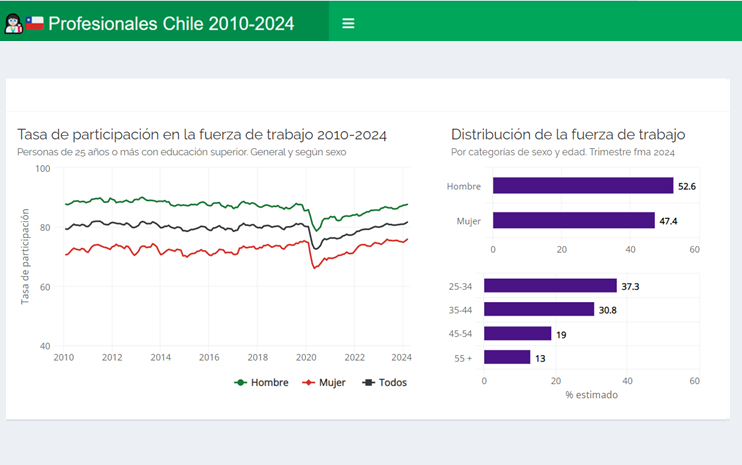 Profesionales Chile 2010-2024
Tasa de participación en la fuerza de trabajo 2010-2024
Personas de 25 años o más con educación superior. General y según sexo
Tasa de participación
100
80
60
40
2010
2012
2014
2016
2018
2020
2022
2024
Hombre
Mujer
Todos
Distribución de la fuerza de trabajo
Por categorías de sexo y edad. Trimestre fma 2024
Hombre
52.6
Mujer
47.4
0
20
40
60
25-34
37.3
35-44
30.8
45-54
19
55 +
13
0
20
40
60
% estimado